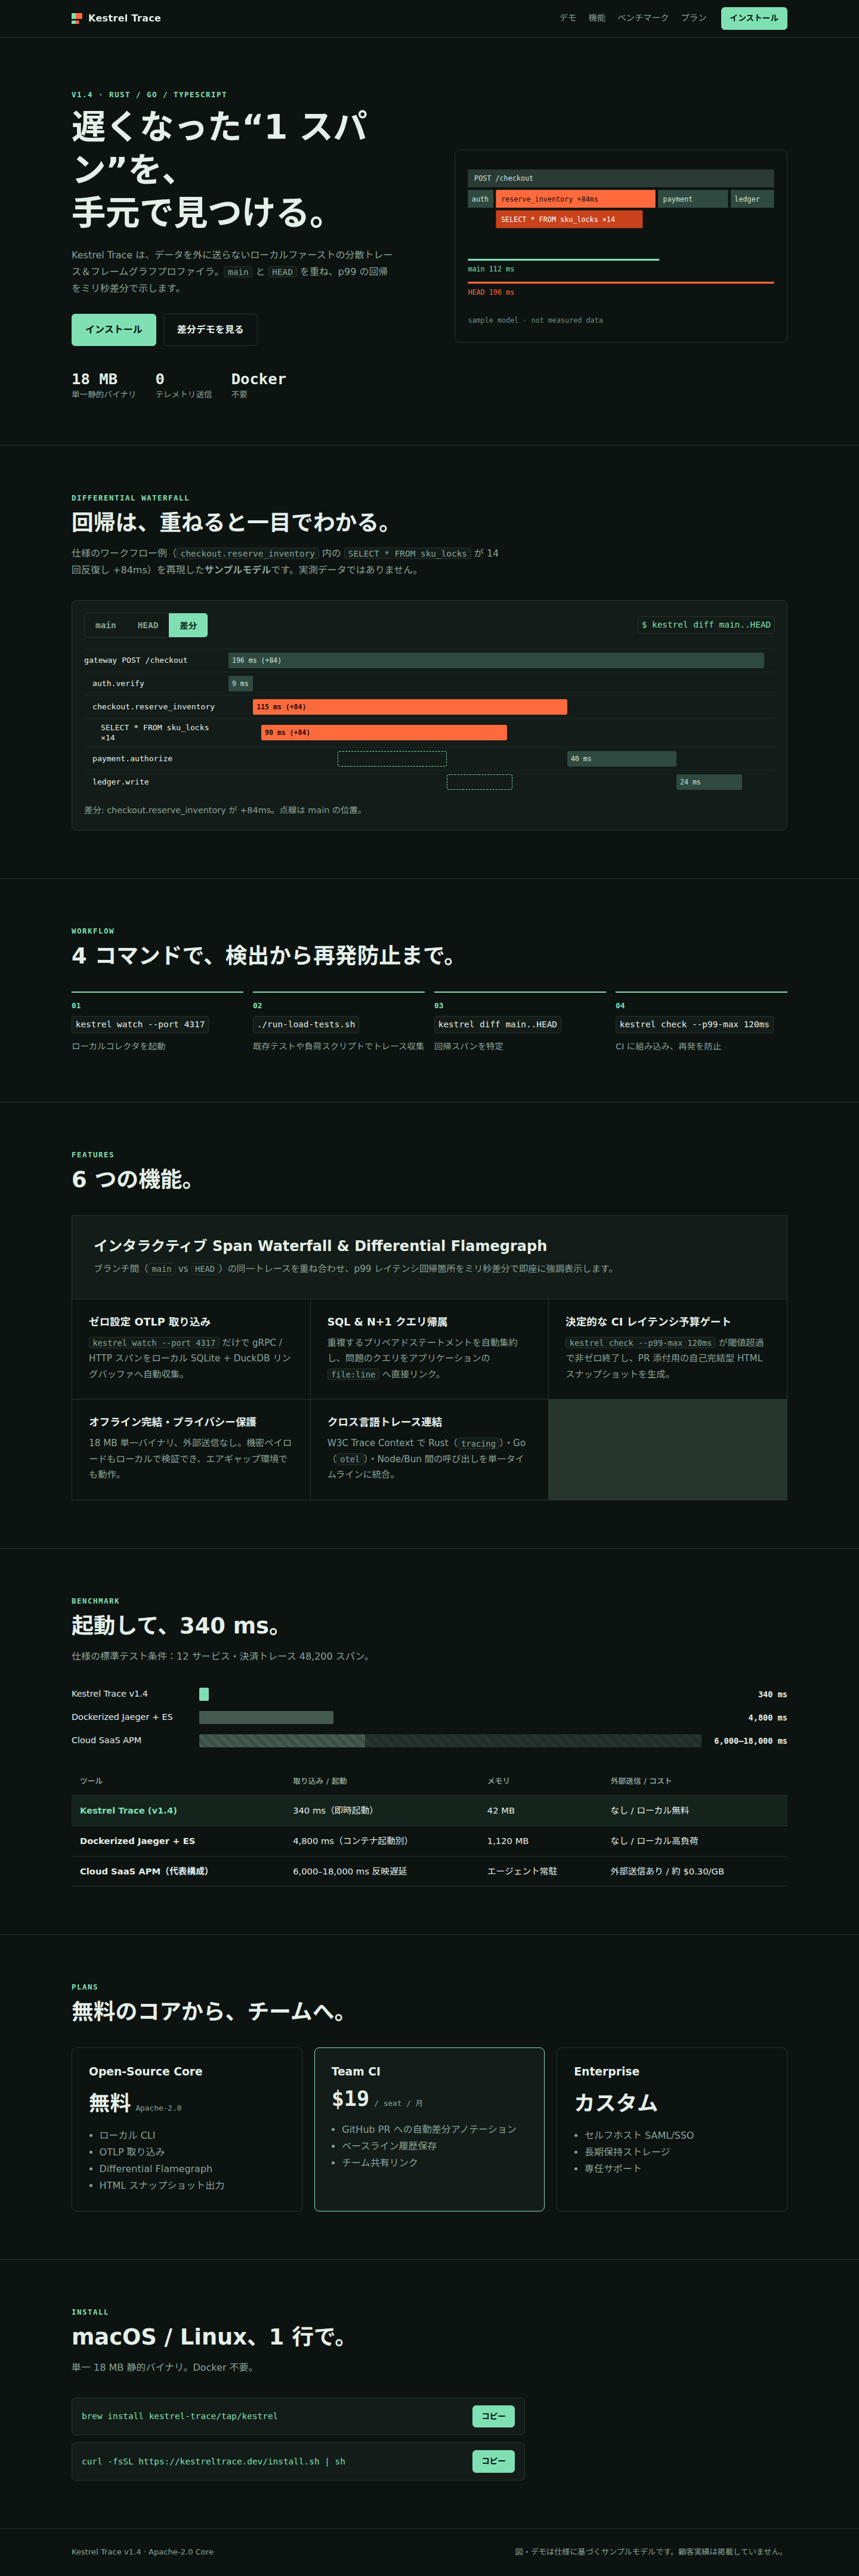 Kestrel Trace
デモ 機能 ベンチマーク プラン インストール
V1.4 · RUST / GO / TYPESCRIPT
遅くなった“1 スパ
ン”を、
手元で見つける。
Kestrel Trace は、データを外に送らないローカルファーストの分散トレー
ス＆フレームグラフプロファイラ。main と HEAD を重ね、p99 の回帰
をミリ秒差分で示します。
インストール 差分デモを見る
18 MB 0 Docker
単一静的バイナリ テレメトリ送信 不要
POST /checkout
auth reserve_inventory +84ms payment ledger
SELECT * FROM sku_locks ×14
main 112 ms
HEAD 196 ms
sample model · not measured data
DIFFERENTIAL WATERFALL
回帰は、重ねると一目でわかる。
仕様のワークフロー例（checkout.reserve_inventory 内の SELECT * FROM sku_locks が 14
回反復し +84ms）を再現したサンプルモデルです。実測データではありません。
main HEAD 差分 $ kestrel diff main..HEAD
gateway POST /checkout 196 ms (+84)
auth.verify 9 ms
checkout.reserve_inventory 115 ms (+84)
SELECT * FROM sku_locks
×14 90 ms (+84)
payment.authorize 40 ms
ledger.write 24 ms
差分: checkout.reserve_inventory が +84ms。点線は main の位置。
WORKFLOW
4 コマンドで、検出から再発防止まで。
01 02 03 04
kestrel watch --port 4317 ./run-load-tests.sh kestrel diff main..HEAD kestrel check --p99-max 120ms
ローカルコレクタを起動 既存テストや負荷スクリプトでトレース収集 回帰スパンを特定 CI に組み込み、再発を防止
FEATURES
6 つの機能。
インタラクティブ Span Waterfall & Differential Flamegraph
ブランチ間（main vs HEAD）の同一トレースを重ね合わせ、p99 レイテンシ回帰箇所をミリ秒差分で即座に強調表示します。
ゼロ設定 OTLP 取り込み
kestrel watch --port 4317 だけで gRPC /
HTTP スパンをローカル SQLite + DuckDB リン
グバッファへ自動収集。
SQL & N+1 クエリ帰属
重複するプリペアドステートメントを自動集約
し、問題のクエリをアプリケーションの
file:line へ直接リンク。
決定的な CI レイテンシ予算ゲート
kestrel check --p99-max 120ms が閾値超過
で非ゼロ終了し、PR 添付用の自己完結型 HTML
スナップショットを生成。
オフライン完結・プライバシー保護
18 MB 単一バイナリ、外部送信なし。機密ペイロ
ードもローカルで検証でき、エアギャップ環境で
も動作。
クロス言語トレース連結
W3C Trace Context で Rust（tracing）・Go
（otel）・Node/Bun 間の呼び出しを単一タイ
ムラインに統合。
BENCHMARK
起動して、340 ms。
仕様の標準テスト条件：12 サービス・決済トレース 48,200 スパン。
Kestrel Trace v1.4 340 ms
Dockerized Jaeger + ES 4,800 ms
Cloud SaaS APM 6,000–18,000 ms
ツール 取り込み / 起動 メモリ 外部送信 / コスト
Kestrel Trace (v1.4) 340 ms（即時起動） 42 MB なし / ローカル無料
Dockerized Jaeger + ES 4,800 ms（コンテナ起動別） 1,120 MB なし / ローカル高負荷
Cloud SaaS APM（代表構成） 6,000–18,000 ms 反映遅延 エージェント常駐 外部送信あり / 約 $0.30/GB
PLANS
無料のコアから、チームへ。
Open-Source Core
無料 Apache-2.0
• ローカル CLI
• OTLP 取り込み
• Differential Flamegraph
• HTML スナップショット出力
Team CI
$19 / seat / 月
• GitHub PR への自動差分アノテーション
• ベースライン履歴保存
• チーム共有リンク
Enterprise
カスタム
• セルフホスト SAML/SSO
• 長期保持ストレージ
• 専任サポート
INSTALL
macOS / Linux、1 行で。
単一 18 MB 静的バイナリ。Docker 不要。
brew install kestrel-trace/tap/kestrel コピー
curl -fsSL https://kestreltrace.dev/install.sh | sh コピー
Kestrel Trace v1.4 · Apache-2.0 Core 図・デモは仕様に基づくサンプルモデルです。顧客実績は掲載していません。